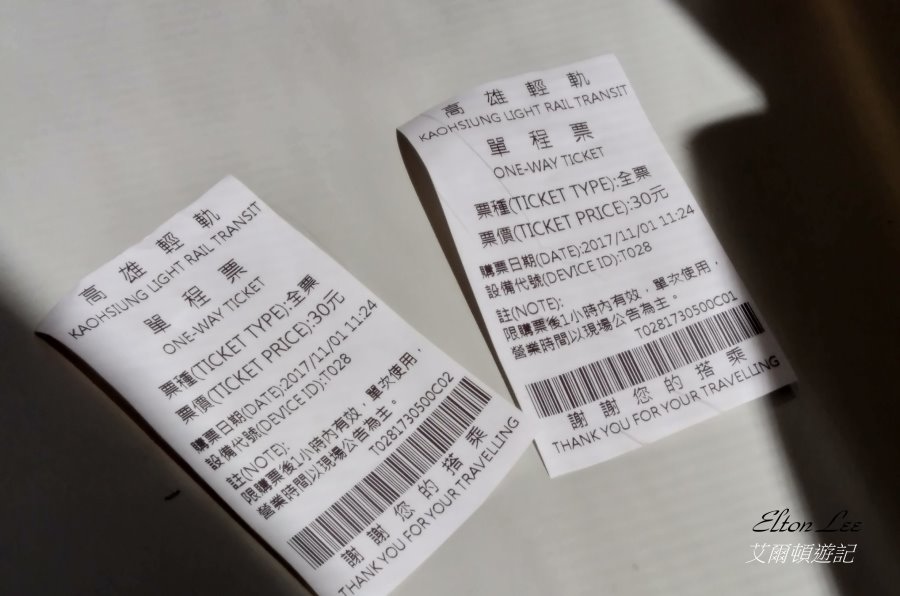 高雄輕軌
KAOHSIUNG LIGHT RAIL TRANSIT
單程票
ONE-WAY TICKET
票種(TICKET TYPE):全票
票價(TICKET PRICE):30元
購票日期(DATE):2017/11/01 11:24
設備代號(DEVICE ID):T028
註(NOTE):
限購票後1小時內有效，單次使用，
營業時間以現場公告為主。
T0281730500C02
謝謝您的搭乘
THANK YOU FOR YOUR TRAVELLING
高雄輕軌
KAOHSIUNG LIGHT RAIL TRANSIT
單程票
ONE-WAY TICKET
票種(TICKET TYPE):全票
票價(TICKET PRICE):30元
購票日期(DATE):2017/11/01 11:24
設備代號(DEVICE ID):T028
註(NOTE):
限購票後1小時內有效，單次使用，
營業時間以現場公告為主。
T0281730500C01
謝謝您的搭乘
THANK YOU FOR YOUR TRAVELLING
Elton Lee
艾爾頓遊記